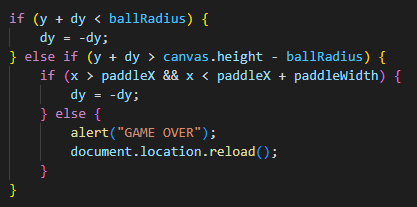 if (y + dy < ballRadius) {
    dy = -dy;
} else if (y + dy > canvas.height - ballRadius) {
    if (x > paddleX && x < paddleX + paddleWidth) {
        dy = -dy;
    } else {
        alert("GAME OVER");
        document.location.reload();
    }
}